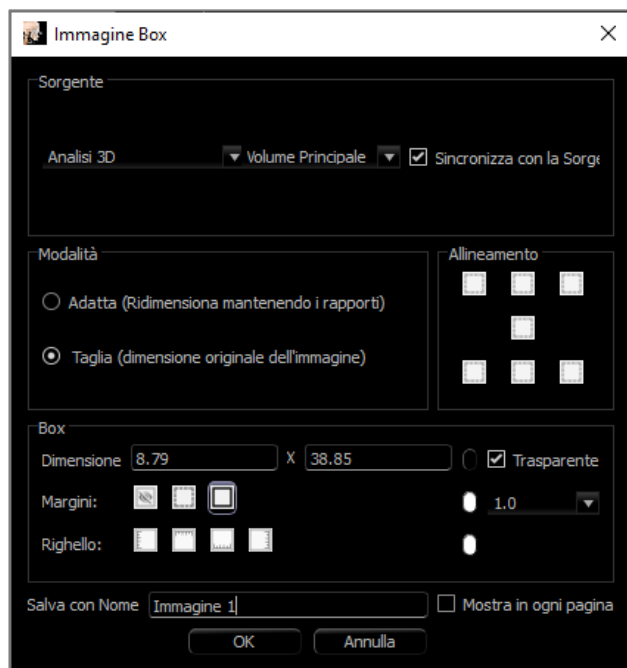 Immagine Box
Sorgente
Analisi 3D Volume Principale Sincronizza con la Sorge
Modalità Allineamento
Adatta (Ridimensiona mantenendo i rapporti)
Taglia (dimensione originale dell'immagine)
Box
Dimensione 8.79 X 38.85 Trasparente
Margini: 1.0
Righello:
Salva con Nome Immagine 1 Mostra in ogni pagina
OK Annulla